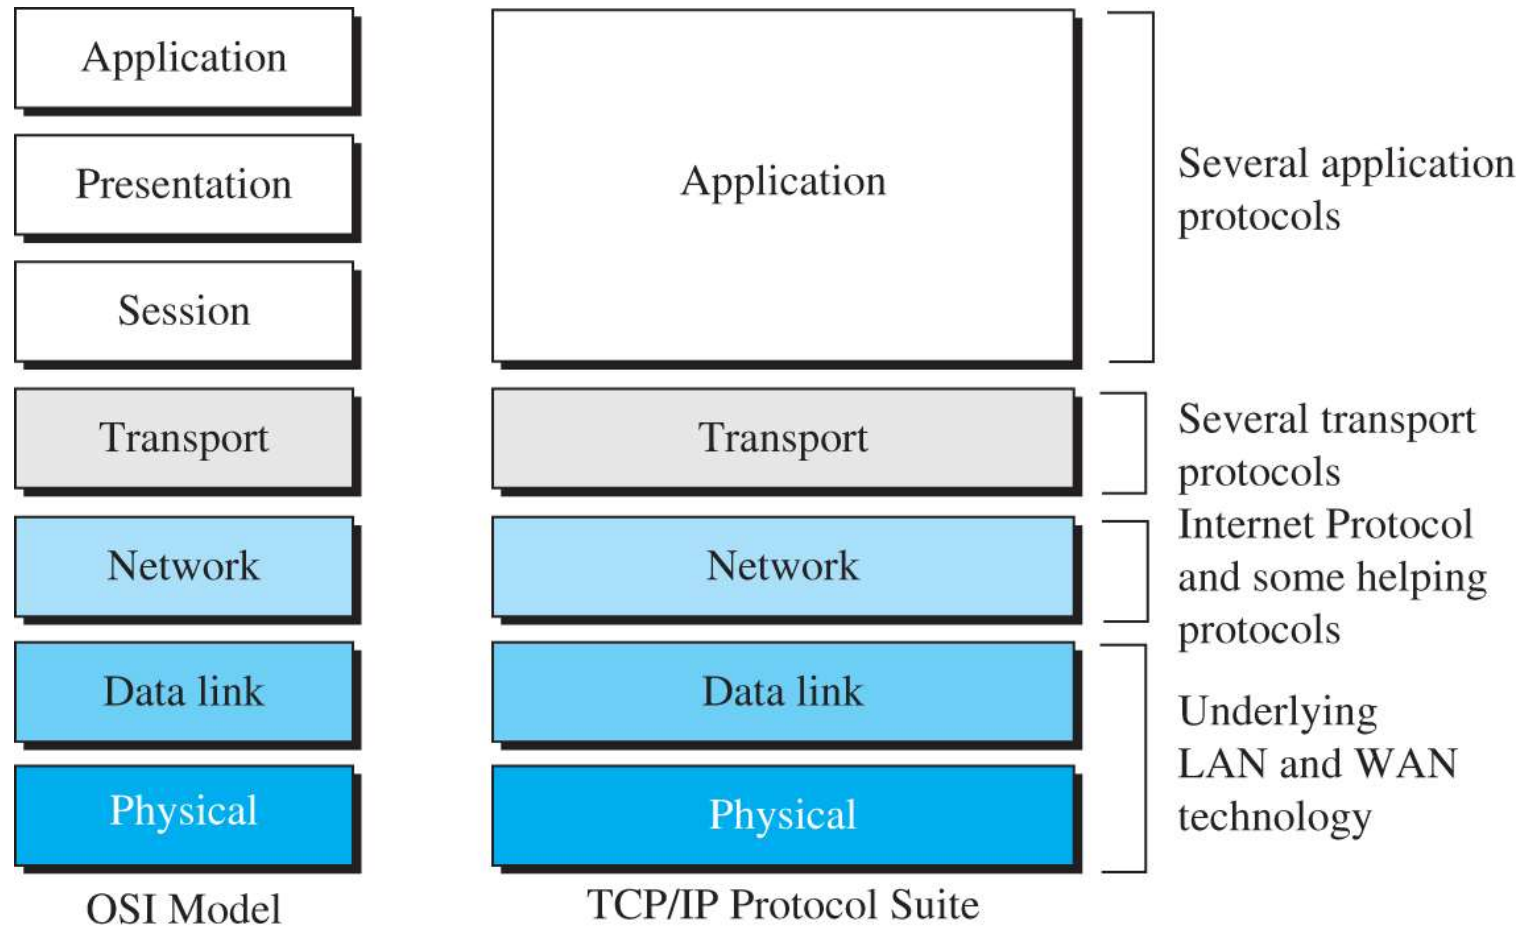 Application
Presentation
Session
Transport
Network
Data link
Physical
OSI Model
Application
Transport
Network
Data link
Physical
TCP/IP Protocol Suite
Several application
protocols
Several transport
protocols
Internet Protocol
and some helping
protocols
Underlying
LAN and WAN
technology